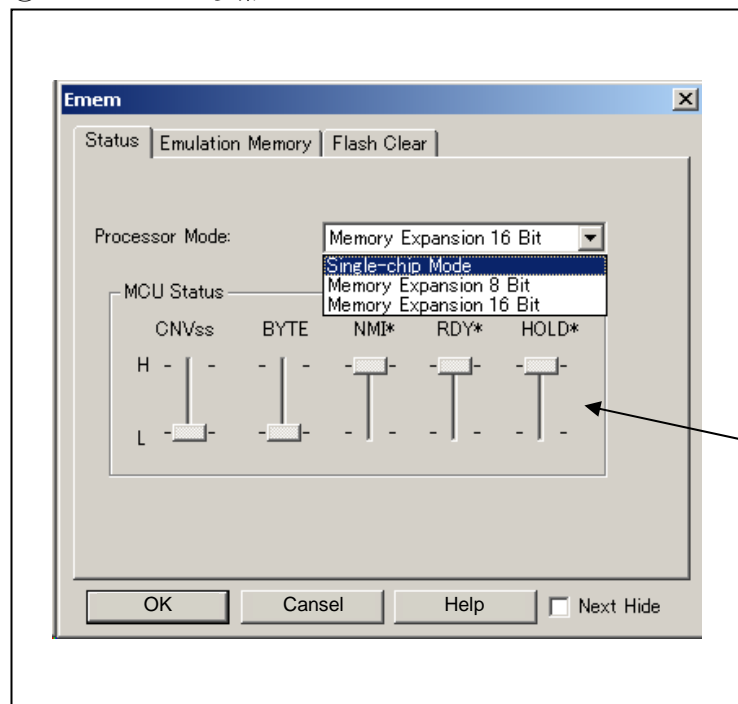 Emem
Status Emulation Memory Flash Clear
Processor Mode: Memory Expansion 16 Bit
Single-chip Mode
Memory Expansion 8 Bit
Memory Expansion 16 Bit
MCU Status
CNVss BYTE NMI* RDY* HOLD*
H
L
OK Cansel Help Next Hide